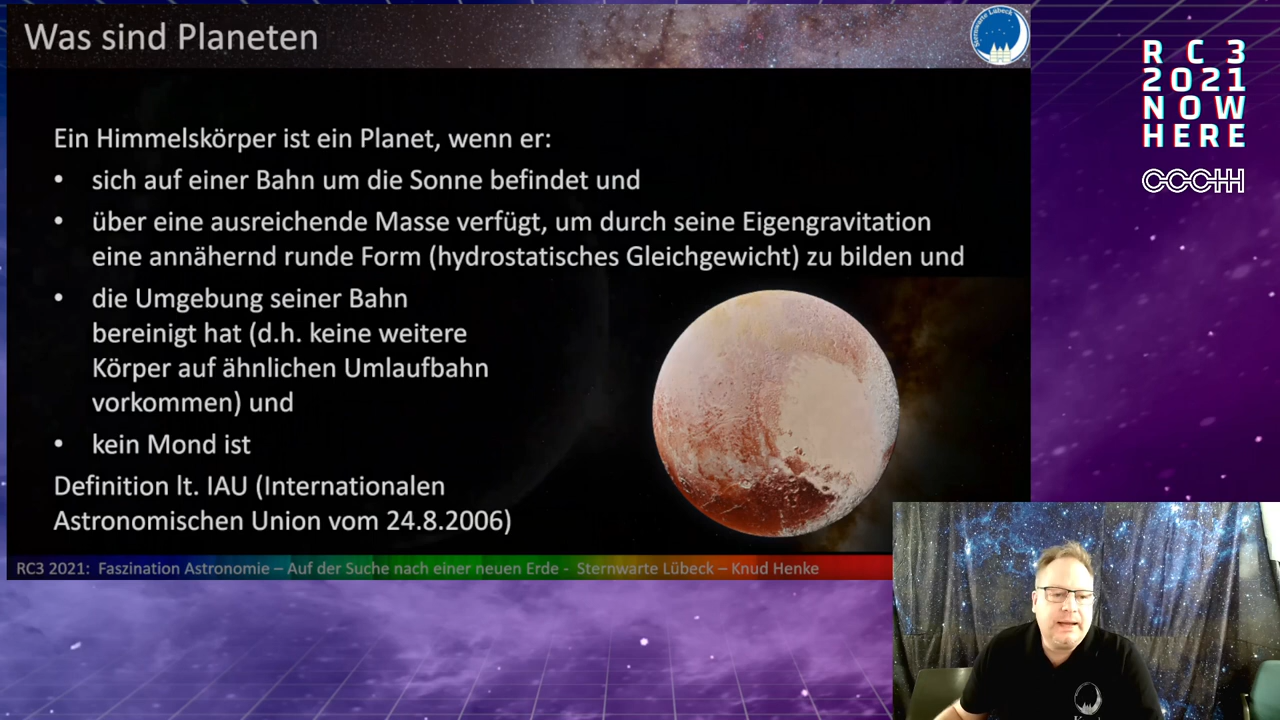 Was sind Planeten
Sternwarte Lübeck
Ein Himmelskörper ist ein Planet, wenn er:
• sich auf einer Bahn um die Sonne befindet und
• über eine ausreichende Masse verfügt, um durch seine Eigengravitation
eine annähernd runde Form (hydrostatisches Gleichgewicht) zu bilden und
• die Umgebung seiner Bahn
bereinigt hat (d.h. keine weitere
Körper auf ähnlichen Umlaufbahn
vorkommen) und
• kein Mond ist
Definition lt. IAU (Internationalen
Astronomischen Union vom 24.8.2006)
RC3 2021: Faszination Astronomie – Auf der Suche nach einer neuen Erde - Sternwarte Lübeck – Knud Henke
RC3
2021
NOW
HERE
CCCHH